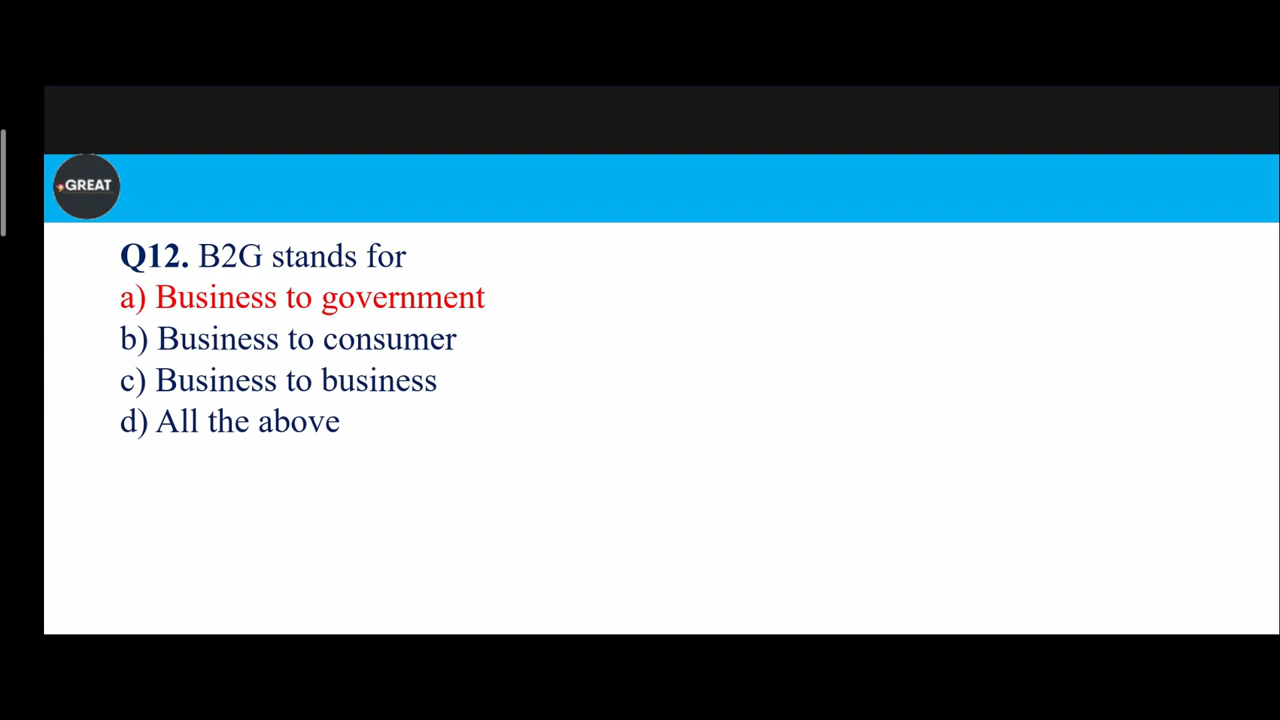 GREAT
Q12. B2G stands for
a) Business to government
b) Business to consumer
c) Business to business
d) All the above